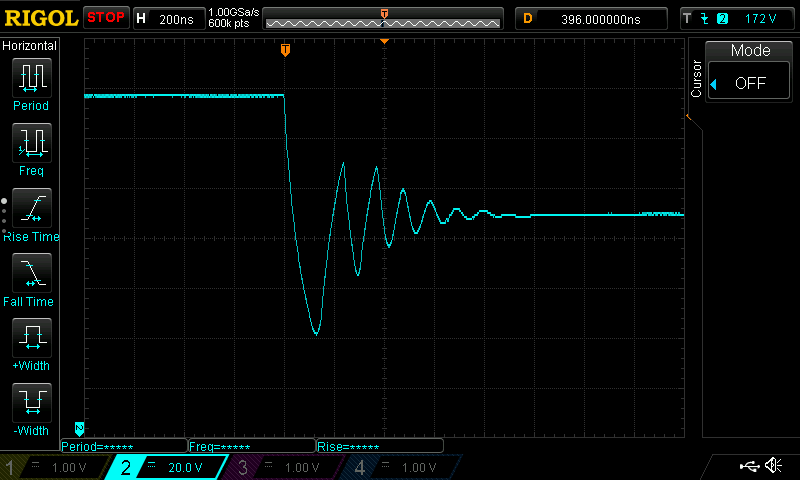 RIGOL STOP H 200ns 1.00GSa/s 600k pts D 396.000000ns T 2 172 V
Horizontal
Period
Freq
Rise Time
Fall Time
+Width
-Width
T
T
2
Cursor
Mode
OFF
Period=***** Freq=***** Rise=*****
1 1.00 V 2 20.0 V 3 1.00 V 4 1.00 V